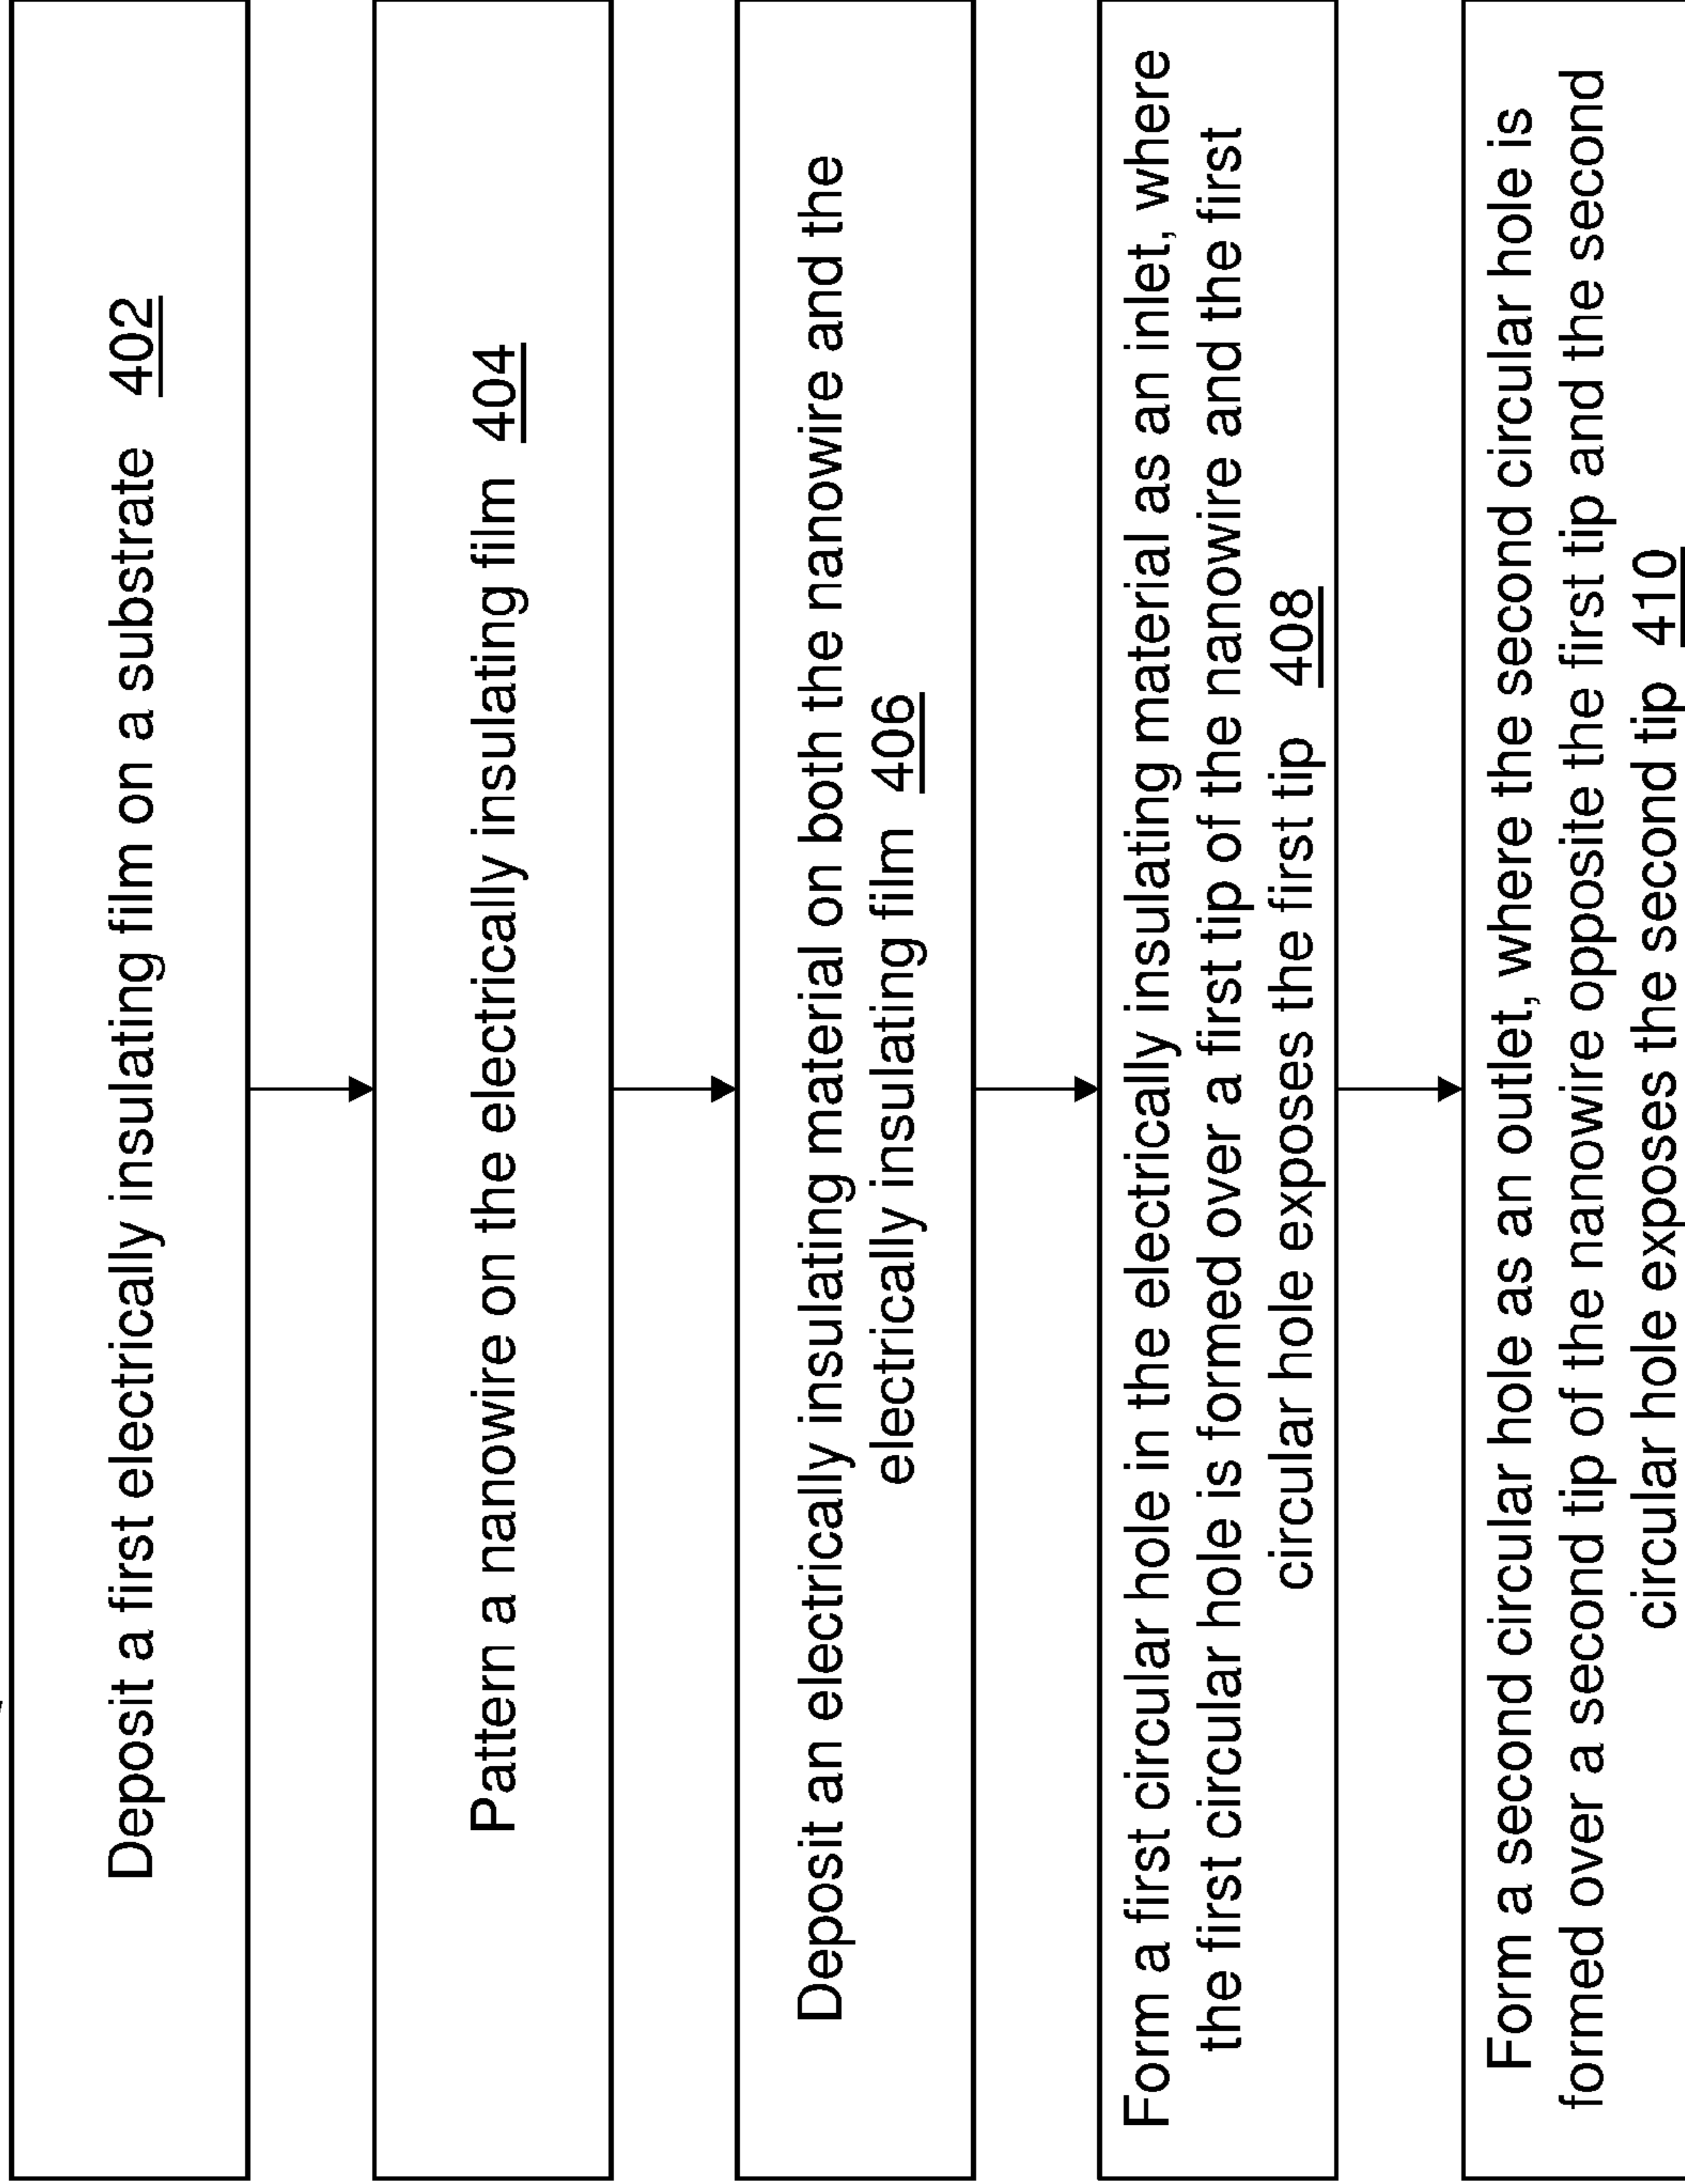 Deposit a first electrically insulating film on a substrate 402
Pattern a nanowire on the electrically insulating film 404
Deposit an electrically insulating material on both the nanowire and the
electrically insulating film 406
Form a first circular hole in the electrically insulating material as an inlet, where
the first circular hole is formed over a first tip of the nanowire and the first
circular hole exposes the first tip 408
Form a second circular hole as an outlet, where the second circular hole is
formed over a second tip of the nanowire opposite the first tip and the second
circular hole exposes the second tip 410